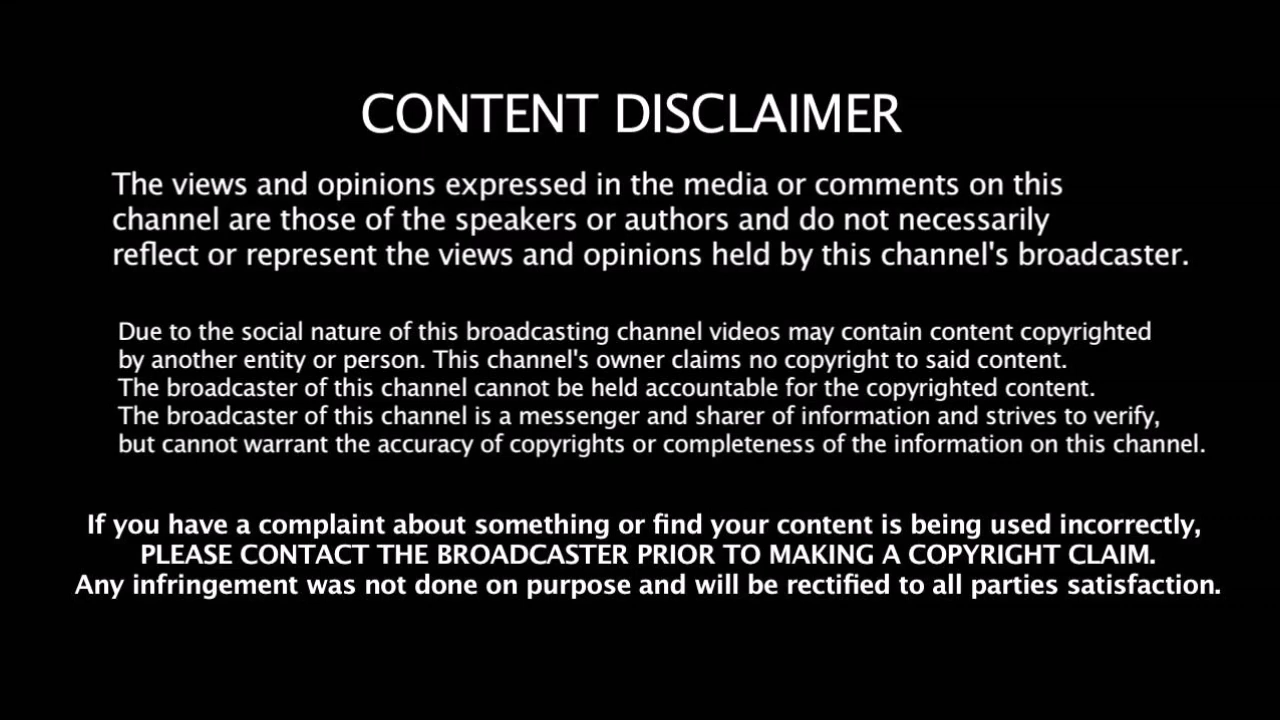 CONTENT DISCLAIMER
The views and opinions expressed in the media or comments on this
channel are those of the speakers or authors and do not necessarily
reflect or represent the views and opinions held by this channel's broadcaster.
Due to the social nature of this broadcasting channel videos may contain content copyrighted
by another entity or person. This channel's owner claims no copyright to said content.
The broadcaster of this channel cannot be held accountable for the copyrighted content.
The broadcaster of this channel is a messenger and sharer of information and strives to verify,
but cannot warrant the accuracy of copyrights or completeness of the information on this channel.
If you have a complaint about something or find your content is being used incorrectly,
PLEASE CONTACT THE BROADCASTER PRIOR TO MAKING A COPYRIGHT CLAIM.
Any infringement was not done on purpose and will be rectified to all parties satisfaction.